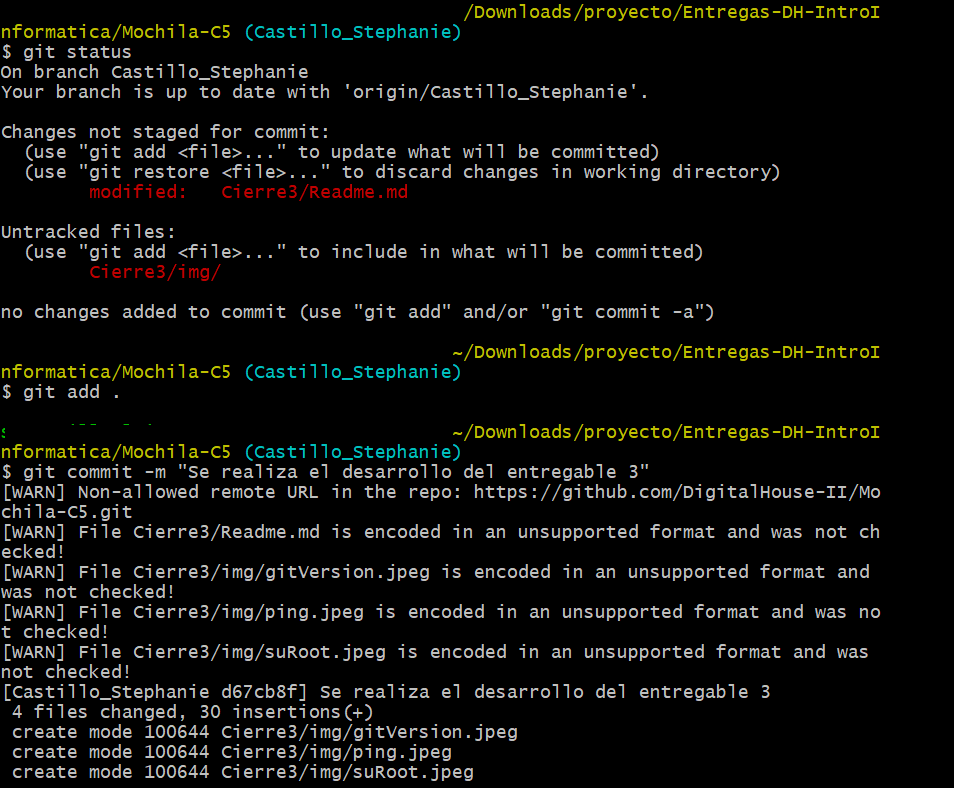 /Downloads/proyecto/Entregas-DH-IntroI
nformatica/Mochila-C5 (Castillo_Stephanie)
$ git status
On branch Castillo_Stephanie
Your branch is up to date with 'origin/Castillo_Stephanie'.
Changes not staged for commit:
(use "git add <file>..." to update what will be committed)
(use "git restore <file>..." to discard changes in working directory)
modified: Cierre3/Readme.md
Untracked files:
(use "git add <file>..." to include in what will be committed)
Cierre3/img/
no changes added to commit (use "git add" and/or "git commit -a")
~/Downloads/proyecto/Entregas-DH-IntroI
nformatica/Mochila-C5 (Castillo_Stephanie)
$ git add .
~/Downloads/proyecto/Entregas-DH-IntroI
nformatica/Mochila-C5 (Castillo_Stephanie)
$ git commit -m "Se realiza el desarrollo del entregable 3"
[WARN] Non-allowed remote URL in the repo: https://github.com/DigitalHouse-II/Mo
chila-C5.git
[WARN] File Cierre3/Readme.md is encoded in an unsupported format and was not ch
ecked!
[WARN] File Cierre3/img/gitVersion.jpeg is encoded in an unsupported format and
was not checked!
[WARN] File Cierre3/img/ping.jpeg is encoded in an unsupported format and was no
t checked!
[WARN] File Cierre3/img/suRoot.jpeg is encoded in an unsupported format and was
not checked!
[Castillo_Stephanie d67cb8f] Se realiza el desarrollo del entregable 3
4 files changed, 30 insertions(+)
create mode 100644 Cierre3/img/gitVersion.jpeg
create mode 100644 Cierre3/img/ping.jpeg
create mode 100644 Cierre3/img/suRoot.jpeg